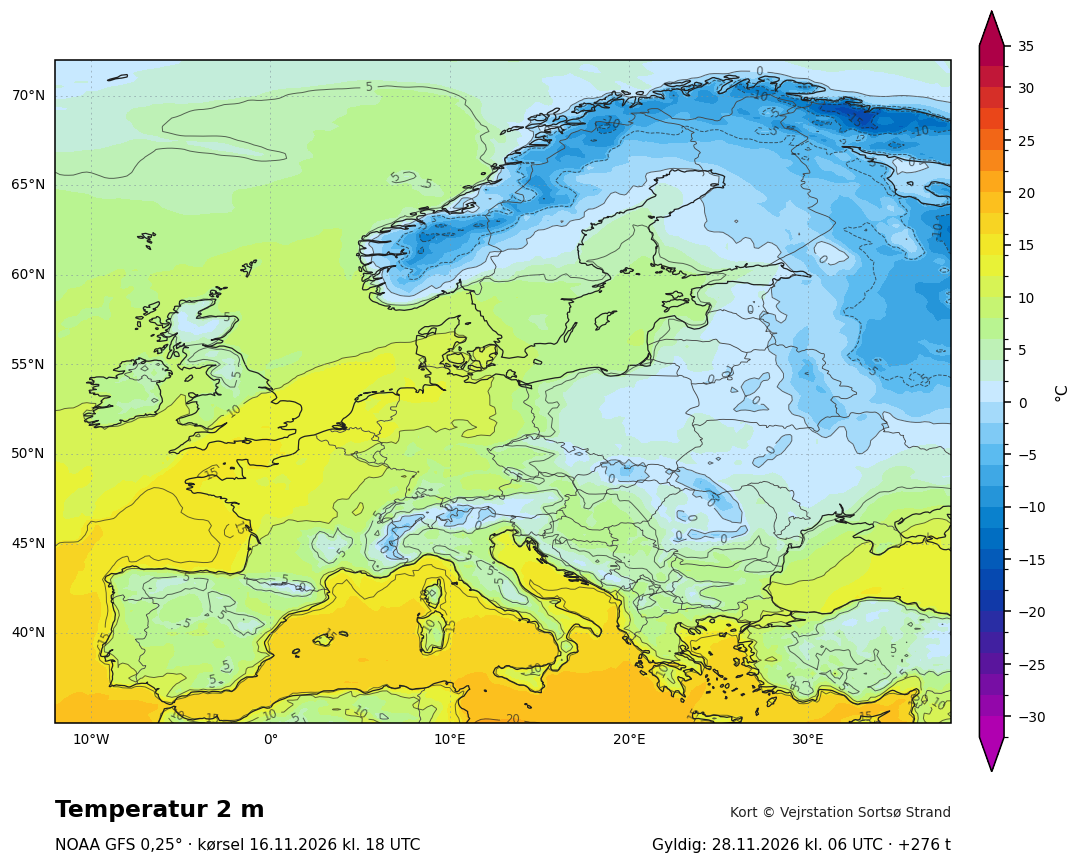 70°N
65°N
60°N
55°N
50°N
45°N
40°N
10°W
0°
10°E
20°E
30°E
35
30
25
20
15
10
5
0
−5
−10
−15
−20
−25
−30
°C
Temperatur 2 m
Kort © Vejrstation Sortsø Strand
NOAA GFS 0,25° · kørsel 16.11.2026 kl. 18 UTC
Gyldig: 28.11.2026 kl. 06 UTC · +276 t